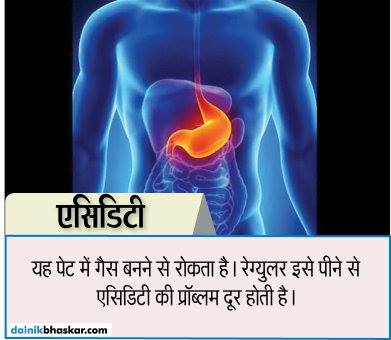 एसिडिटी
यह पेट में गैस बनने से रोकता है। रेग्युलर इसे पीने से
एसिडिटी की प्रॉब्लम दूर होती है।
dainikbhaskar.com